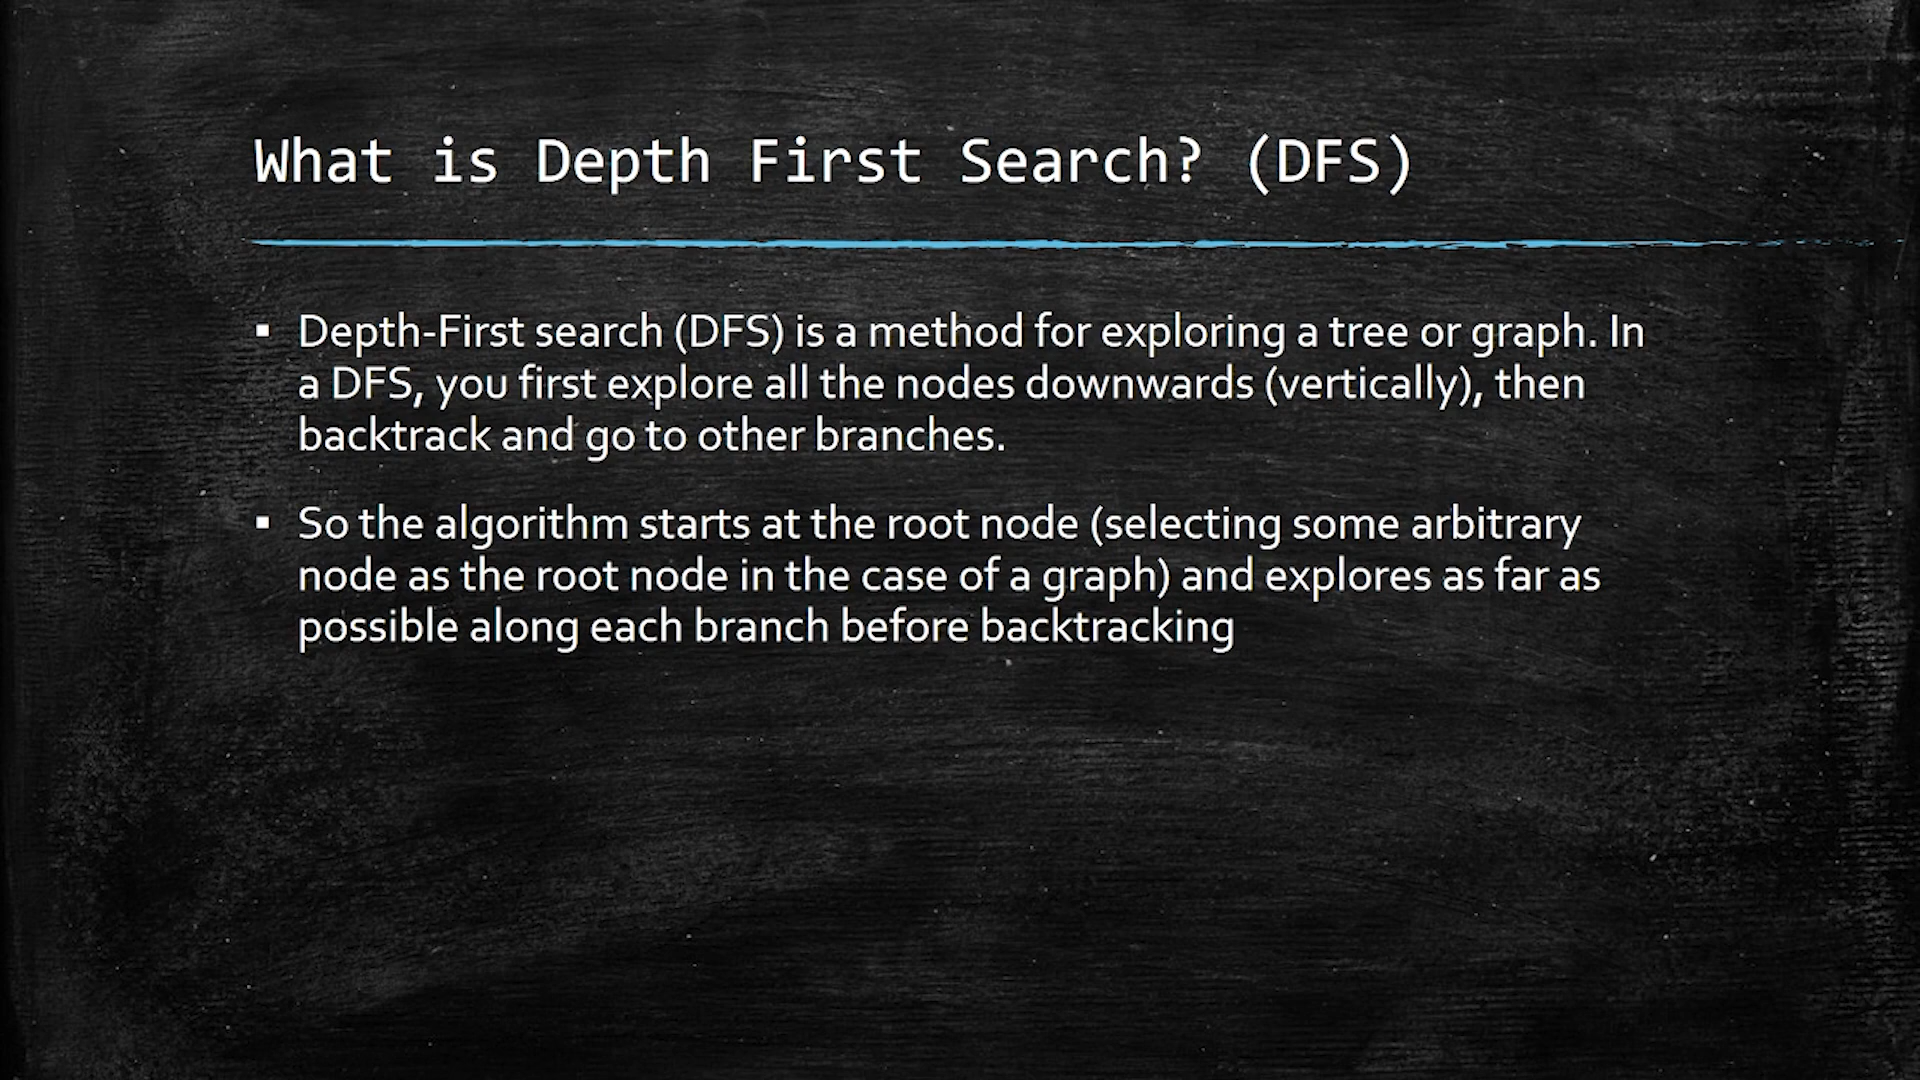 What is Depth First Search? (DFS)
▪ Depth-First search (DFS) is a method for exploring a tree or graph. In
a DFS, you first explore all the nodes downwards (vertically), then
backtrack and go to other branches.
▪ So the algorithm starts at the root node (selecting some arbitrary
node as the root node in the case of a graph) and explores as far as
possible along each branch before backtracking